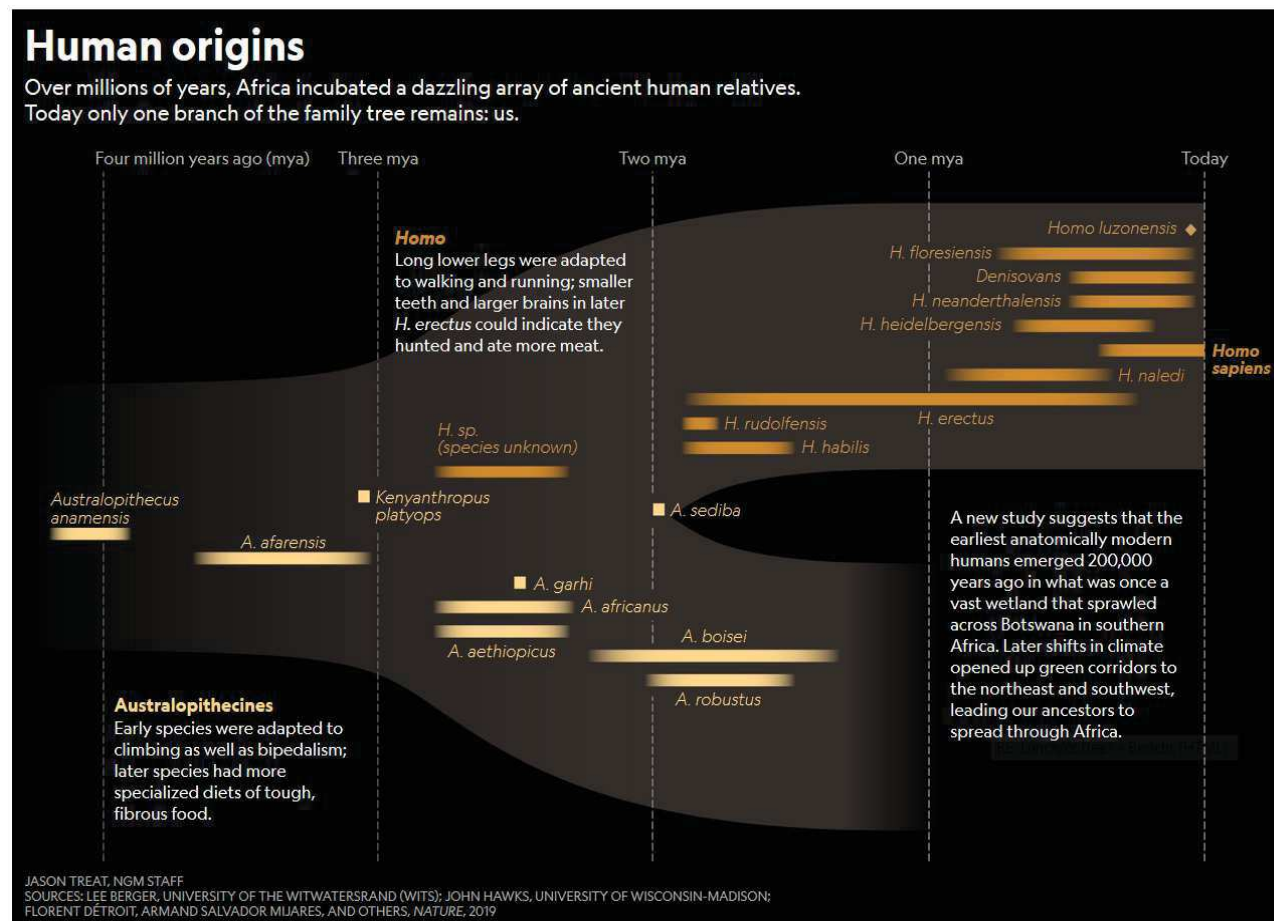 Human origins
Over millions of years, Africa incubated a dazzling array of ancient human relatives.
Today only one branch of the family tree remains: us.
Four million years ago (mya)
Three mya
Two mya
One mya
Today
Homo
Long lower legs were adapted
to walking and running; smaller
teeth and larger brains in later
H. erectus could indicate they
hunted and ate more meat.
Homo luzonensis
H. floresiensis
Denisovans
H. neanderthalensis
H. heidelbergensis
Homo
sapiens
H. naledi
H. erectus
H. rudolfensis
H. habilis
H. sp.
(species unknown)
Kenyanthropus
platyops
Australopithecus
anamensis
A. afarensis
A. sediba
A. garhi
A. africanus
A. aethiopicus
A. boisei
A. robustus
A new study suggests that the
earliest anatomically modern
humans emerged 200,000
years ago in what was once a
vast wetland that sprawled
across Botswana in southern
Africa. Later shifts in climate
opened up green corridors to
the northeast and southwest,
leading our ancestors to
spread through Africa.
Australopithecines
Early species were adapted to
climbing as well as bipedalism;
later species had more
specialized diets of tough,
fibrous food.
JASON TREAT, NGM STAFF
SOURCES: LEE BERGER, UNIVERSITY OF THE WITWATERSRAND (WITS); JOHN HAWKS, UNIVERSITY OF WISCONSIN-MADISON;
FLORENT DÉTROIT, ARMAND SALVADOR MIJARES, AND OTHERS, NATURE, 2019